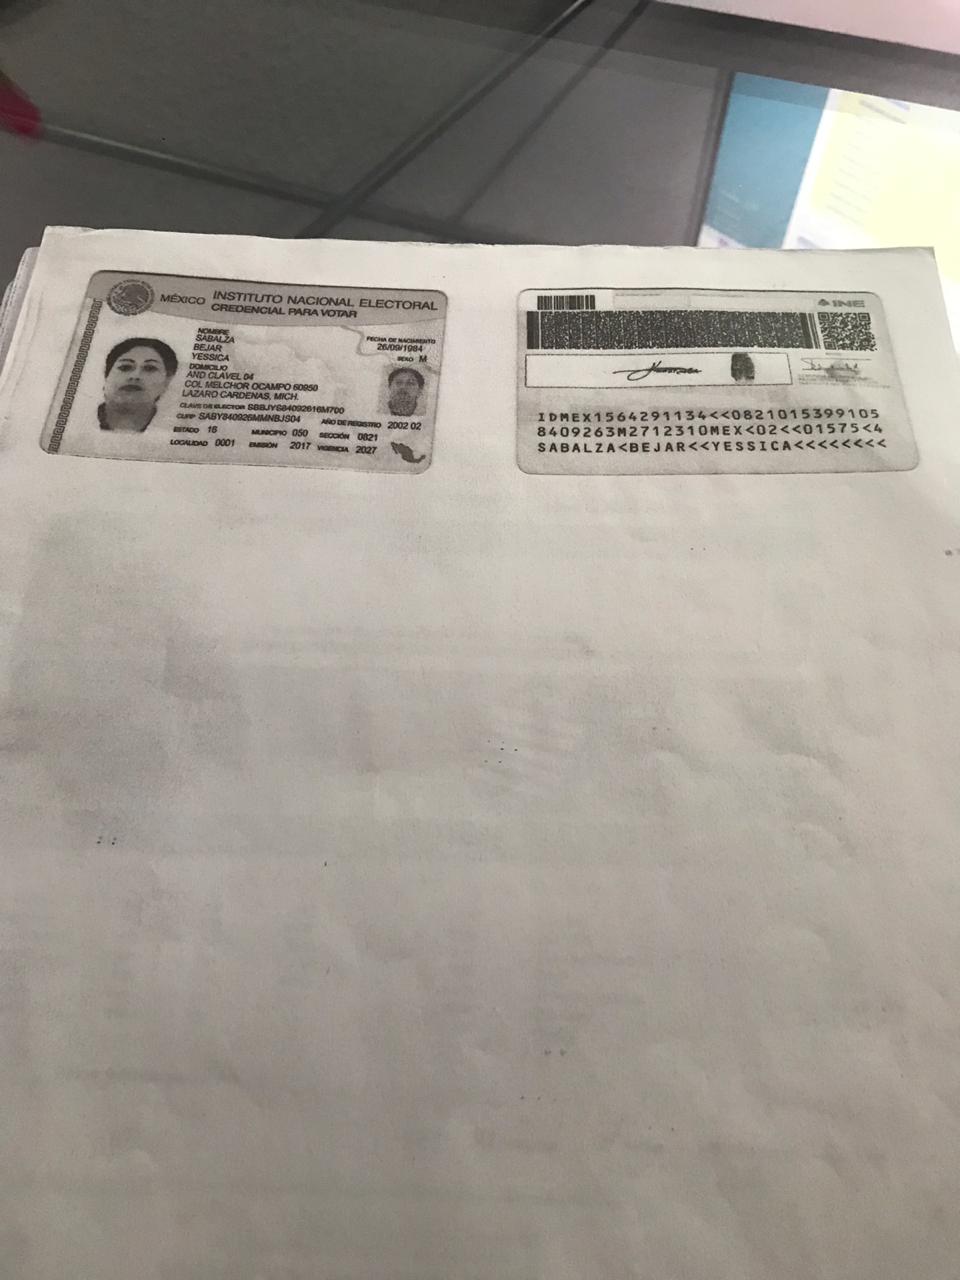 MÉXICO INSTITUTO NACIONAL ELECTORAL
CREDENCIAL PARA VOTAR
NOMBRE
SABALZA
BEJAR
YESSICA
FECHA DE NACIMIENTO
26/09/1984
SEXO M
DOMICILIO
AND CLAVEL 04
COL MELCHOR OCAMPO 60950
LAZARO CARDENAS, MICH.
CLAVE DE ELECTOR SBBJYS84092616M700
CURP SABY840926MMNBJS04 AÑO DE REGISTRO 2002 02
ESTADO 16 MUNICIPIO 050 SECCIÓN 0821
LOCALIDAD 0001 EMISIÓN 2017 VIGENCIA 2027
INE
IDMEX1564291134<<0821015399105
8409263M2712310MEX<02<<01575<4
SABALZA<BEJAR<<YESSICA<<<<<<<<